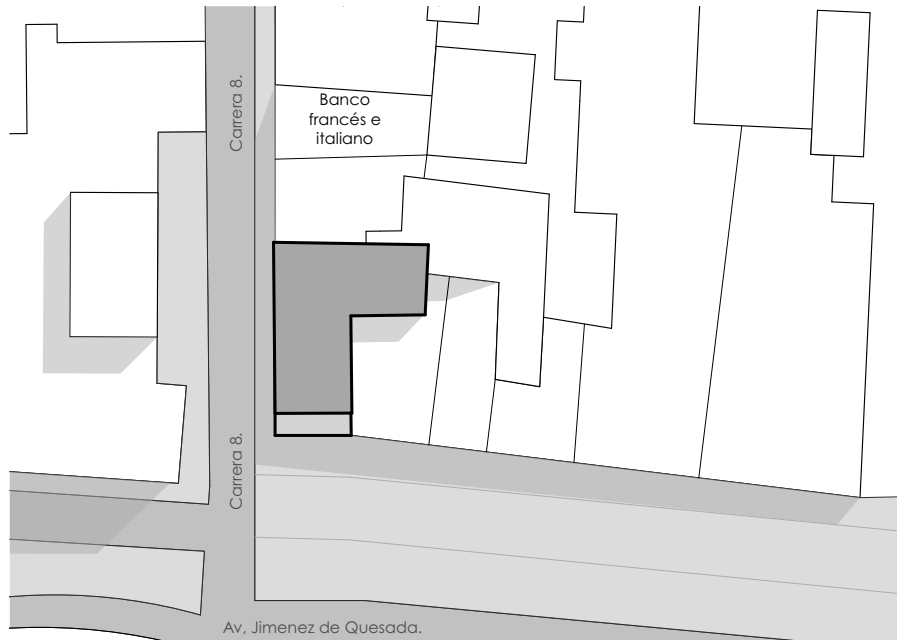 Carrera 8.
Banco
francés e
italiano
Carrera 8.
Av, Jimenez de Quesada.